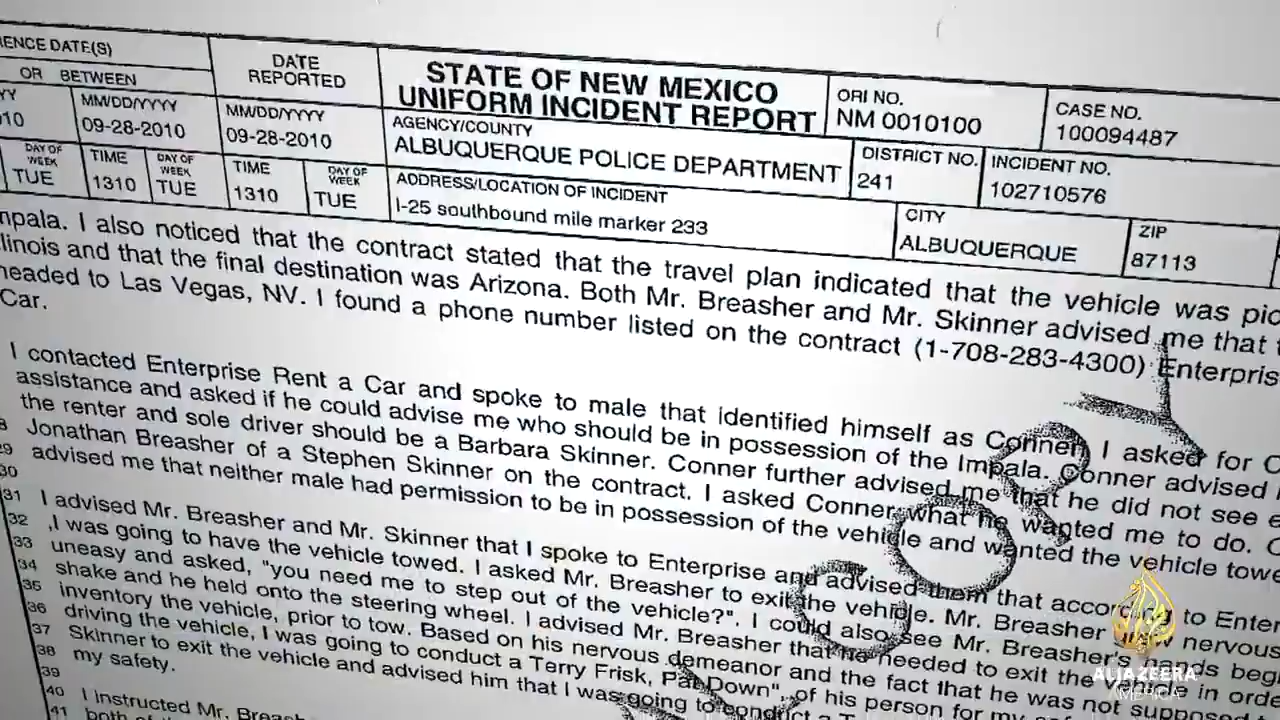 ENCE DATE(S)
OR BETWEEN
DATE REPORTED
STATE OF NEW MEXICO
UNIFORM INCIDENT REPORT
ORI NO.
NM 0010100
CASE NO.
100094487
MM/DD/YYYY
09-28-2010
MM/DD/YYYY
09-28-2010
AGENCY/COUNTY
ALBUQUERQUE POLICE DEPARTMENT
DISTRICT NO.
241
INCIDENT NO.
102710576
DAY OF WEEK
TUE
TIME
1310
DAY OF WEEK
TUE
TIME
1310
DAY OF WEEK
TUE
ADDRESS/LOCATION OF INCIDENT
I-25 southbound mile marker 233
CITY
ALBUQUERQUE
ZIP
87113
mpala. I also noticed that the contract stated that the travel plan indicated that the vehicle was pic
llinois and that the final destination was Arizona. Both Mr. Breasher and Mr. Skinner advised me that
headed to Las Vegas, NV. I found a phone number listed on the contract (1-708-283-4300) Enterpris
Car.
I contacted Enterprise Rent a Car and spoke to male that identified himself as Conner. I asked for
assistance and asked if he could advise me who should be in possession of the Impala. Conner advised
the renter and sole driver should be a Barbara Skinner. Conner further advised me that he did not see
Jonathan Breasher of a Stephen Skinner on the contract. I asked Conner what he wanted me to do.
29 advised me that neither male had permission to be in possession of the vehicle and wanted the vehicle towe
30
31 I advised Mr. Breasher and Mr. Skinner that I spoke to Enterprise and advised them that according to Enter
32 ,I was going to have the vehicle towed. I asked Mr. Breasher to exit the vehicle. Mr. Breasher nervous
33 uneasy and asked, "you need me to step out of the vehicle?". I could also see Mr. Breasher's hands begi
34 shake and he held onto the steering wheel. I advised Mr. Breasher that he needed to exit the vehicle in orde
35 inventory the vehicle, prior to tow. Based on his nervous demeanor and the fact that he was not supposed
36 driving the vehicle, I was going to conduct a Terry Frisk, Pat Down", of his person for my
37 Skinner to exit the vehicle and advised him that I was going to conduct a
38 my safety.
39
40 I instructed Mr. Breash
41 both of
ALJAZEERA
AMERICA